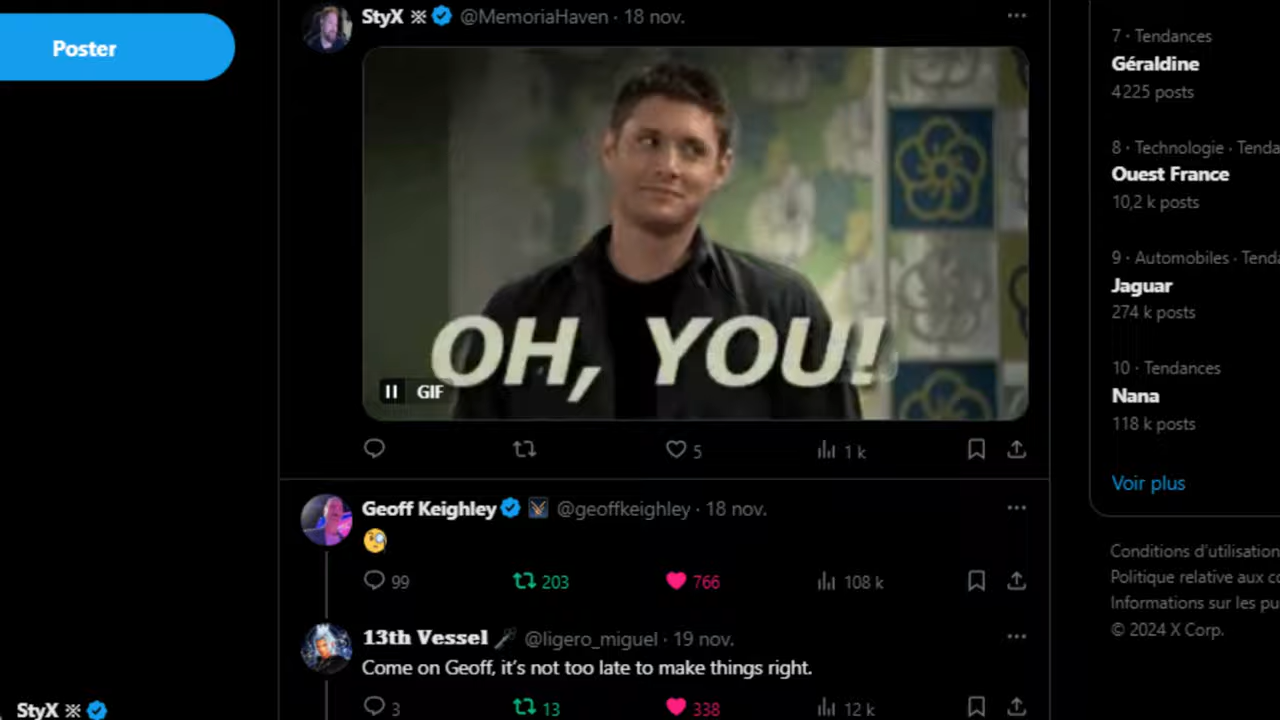 Poster
StyX ※ @MemoriaHaven · 18 nov.
OH, YOU!
GIF
5
1 k
Geoff Keighley @geoffkeighley · 18 nov.
99
203
766
108 k
13th Vessel @ligero_miguel · 19 nov.
Come on Geoff, it's not too late to make things right.
3
13
338
12 k
StyX ※
7 · Tendances
Géraldine
4 225 posts
8 · Technologie · Tenda
Ouest France
10,2 k posts
9 · Automobiles · Tend
Jaguar
274 k posts
10 · Tendances
Nana
118 k posts
Voir plus
Conditions d'utilisation
Politique relative aux co
Informations sur les pu
© 2024 X Corp.